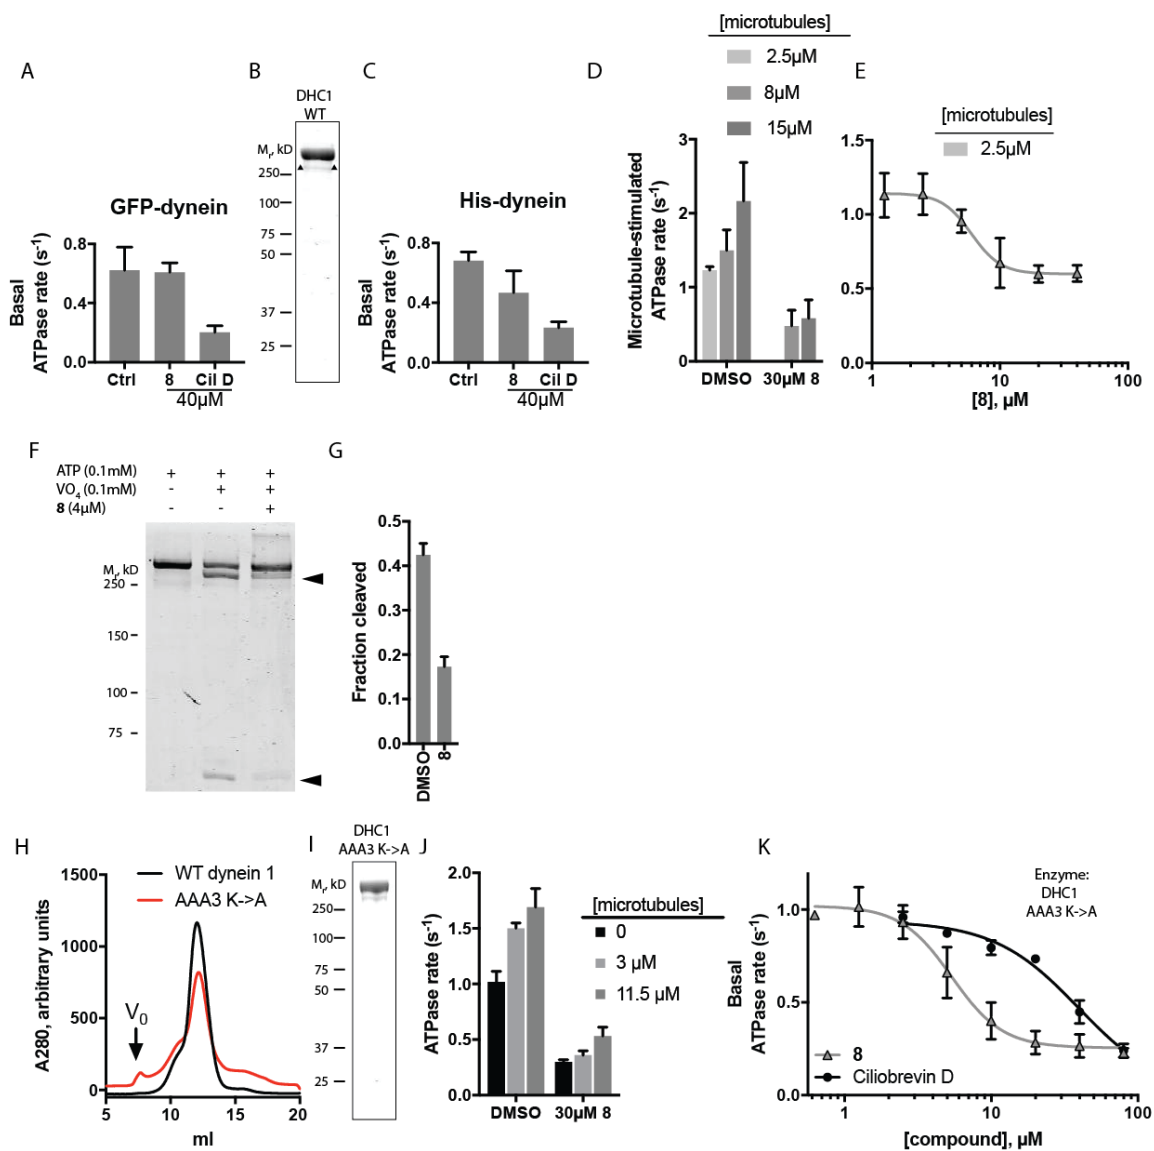 A
GFP-dynein
Basal
ATPase rate (s-1)
0.8
0.4
0.0
Ctrl
8
Cil D
40µM
B
DHC1
WT
Mr, kD
250
100
75
50
37
25
C
His-dynein
Basal
ATPase rate (s-1)
0.8
0.4
0.0
Ctrl
8
Cil D
40µM
D
[microtubules]
2.5µM
8µM
15µM
Microtubule-stimulated
ATPase rate (s-1)
3
2
1
0
DMSO
30µM 8
E
[microtubules]
2.5µM
1.5
1.0
0.5
0.0
1
10
100
[8], µM
F
ATP (0.1mM) + + +
VO4 (0.1mM) - + +
8 (4µM) - - +
Mr, kD
250
150
100
75
G
Fraction cleaved
0.5
0.4
0.3
0.2
0.1
0.0
DMSO
8
H
WT dynein 1
AAA3 K->A
A280, arbitrary units
1500
1000
500
0
V0
5
10
15
20
ml
I
DHC1
AAA3 K->A
Mr, kD
250
100
75
50
37
25
J
ATPase rate (s-1)
2.0
1.5
1.0
0.5
0.0
[microtubules]
0
3 µM
11.5 µM
DMSO
30µM 8
K
Enzyme:
DHC1
AAA3 K->A
Basal
ATPase rate (s-1)
1.0
0.5
0.0
8
Ciliobrevin D
1
10
100
[compound], µM